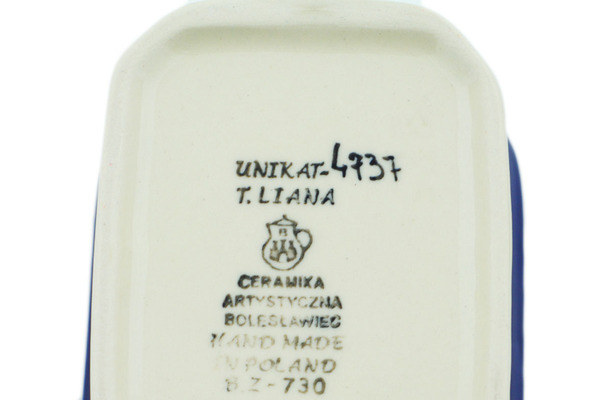 UNIKAT-4737
T. LIANA
B
CERAMIKA
ARTYSTYCZNA
BOLESŁAWIEC
HAND MADE
IN POLAND
B.Z-730